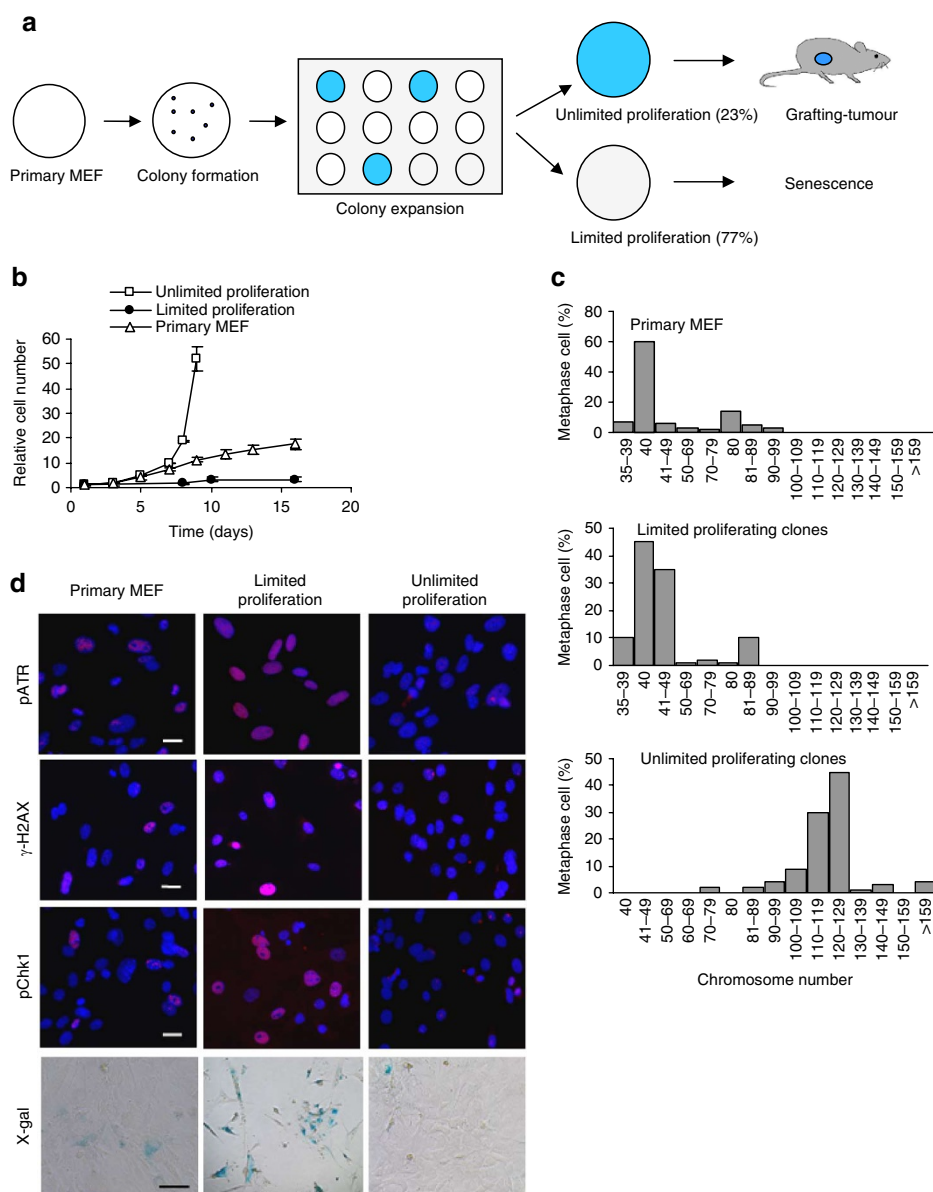 a
Primary MEF
Colony formation
Colony expansion
Unlimited proliferation (23%)
Grafting-tumour
Limited proliferation (77%)
Senescence
b
Unlimited proliferation
Limited proliferation
Primary MEF
Relative cell number
60
50
40
30
20
10
0
0
5
10
15
20
Time (days)
c
Primary MEF
Metaphase cell (%)
80
60
40
20
0
35–39
40
41–49
50–69
70–79
80
81–89
90–99
100–109
110–119
120–129
130–139
140–149
150–159
>159
Limited proliferating clones
Metaphase cell (%)
50
40
30
20
10
0
35–39
40
41–49
50–69
70–79
80
81–89
90–99
100–109
110–119
120–129
130–139
140–149
150–159
>159
Unlimited proliferating clones
Metaphase cell (%)
50
40
30
20
10
0
40
41–49
50–69
60–69
70–79
80
81–89
90–99
100–109
110–119
120–129
130–139
140–149
150–159
>159
Chromosome number
d
Primary MEF
Limited
proliferation
Unlimited
proliferation
pATR
γ-H2AX
pChk1
X-gal